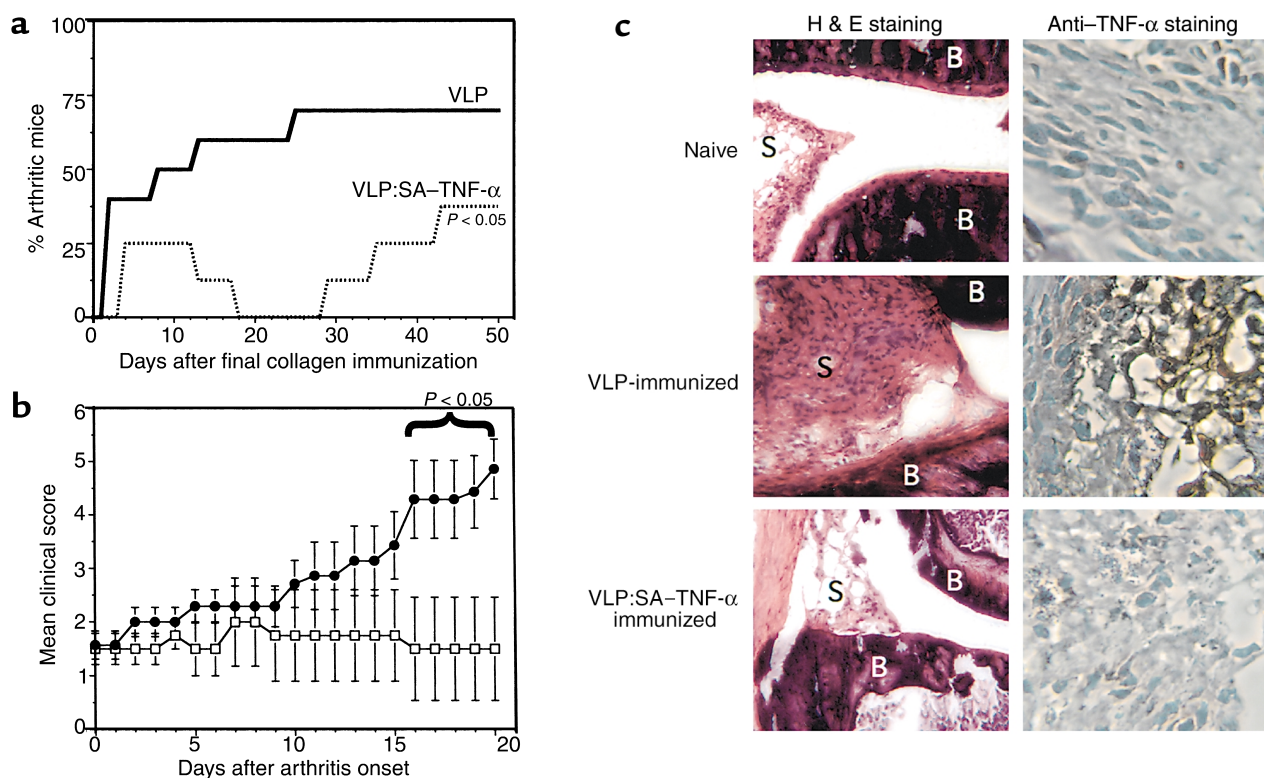 a
100
75
50
25
0
% Arthritic mice
VLP
VLP:SA–TNF-α
P < 0.05
0 10 20 30 40 50
Days after final collagen immunization
b
P < 0.05
6
5
4
3
2
1
0
Mean clinical score
0 5 10 15 20
Days after arthritis onset
c
H & E staining
Anti–TNF-α staining
Naive
B
S
B
VLP-immunized
B
S
B
VLP:SA–TNF-α
immunized
S
B
B